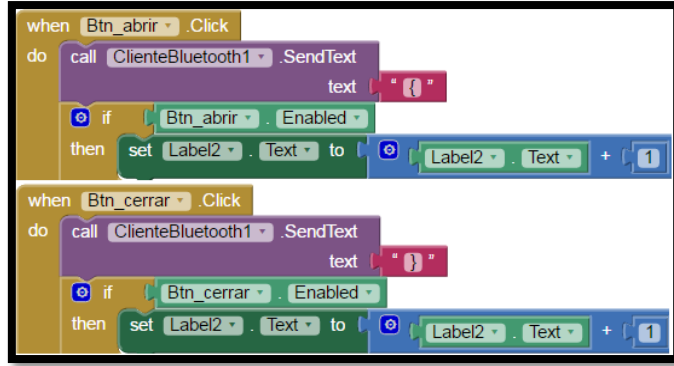 when Btn_abrir .Click
do call ClienteBluetooth1 .SendText
text " { "
if Btn_abrir . Enabled
then set Label2 . Text to Label2 . Text + 1
when Btn_cerrar .Click
do call ClienteBluetooth1 .SendText
text " } "
if Btn_cerrar . Enabled
then set Label2 . Text to Label2 . Text + 1